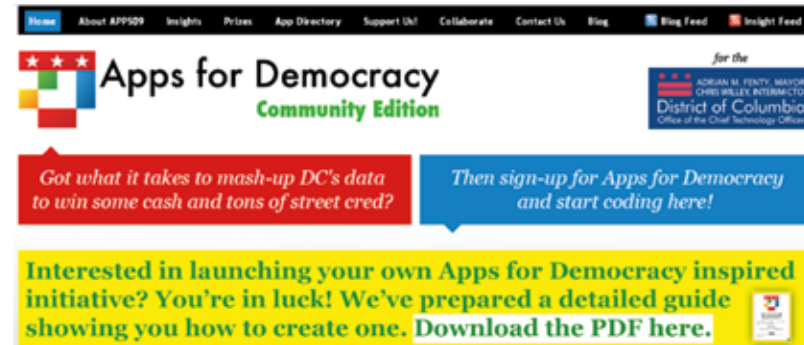 Home About APPS09 Insights Prizes App Directory Support Us! Collaborate Contact Us Blog Blog Feed Insight Feed
for the
Apps for Democracy
Community Edition
ADRIAN M. FENTY, MAYOR
CHRIS WILLEY, INTERIM CTO
District of Columbia
Office of the Chief Technology Officer
Got what it takes to mash-up DC's data
to win some cash and tons of street cred?
Then sign-up for Apps for Democracy
and start coding here!
Interested in launching your own Apps for Democracy inspired
initiative? You're in luck! We've prepared a detailed guide
showing you how to create one. Download the PDF here.